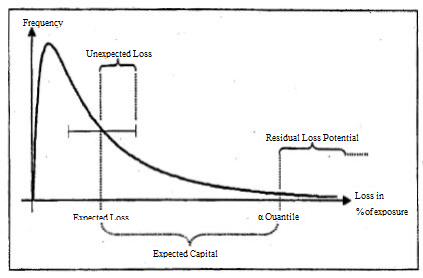 Frequency
Unexpected Loss
Residual Loss Potential
Loss in
% of exposure
Expected Loss
α Quantile
Expected Capital